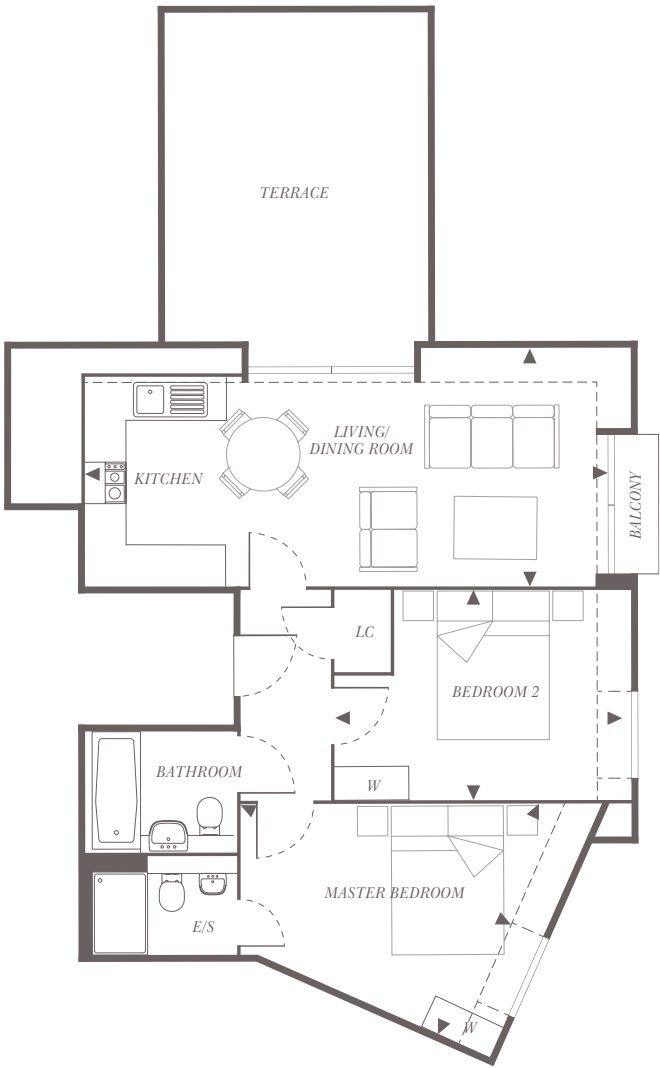 TERRACE
LIVING/
DINING ROOM
KITCHEN
BALCONY
LC
BEDROOM 2
BATHROOM
W
MASTER BEDROOM
E/S
W